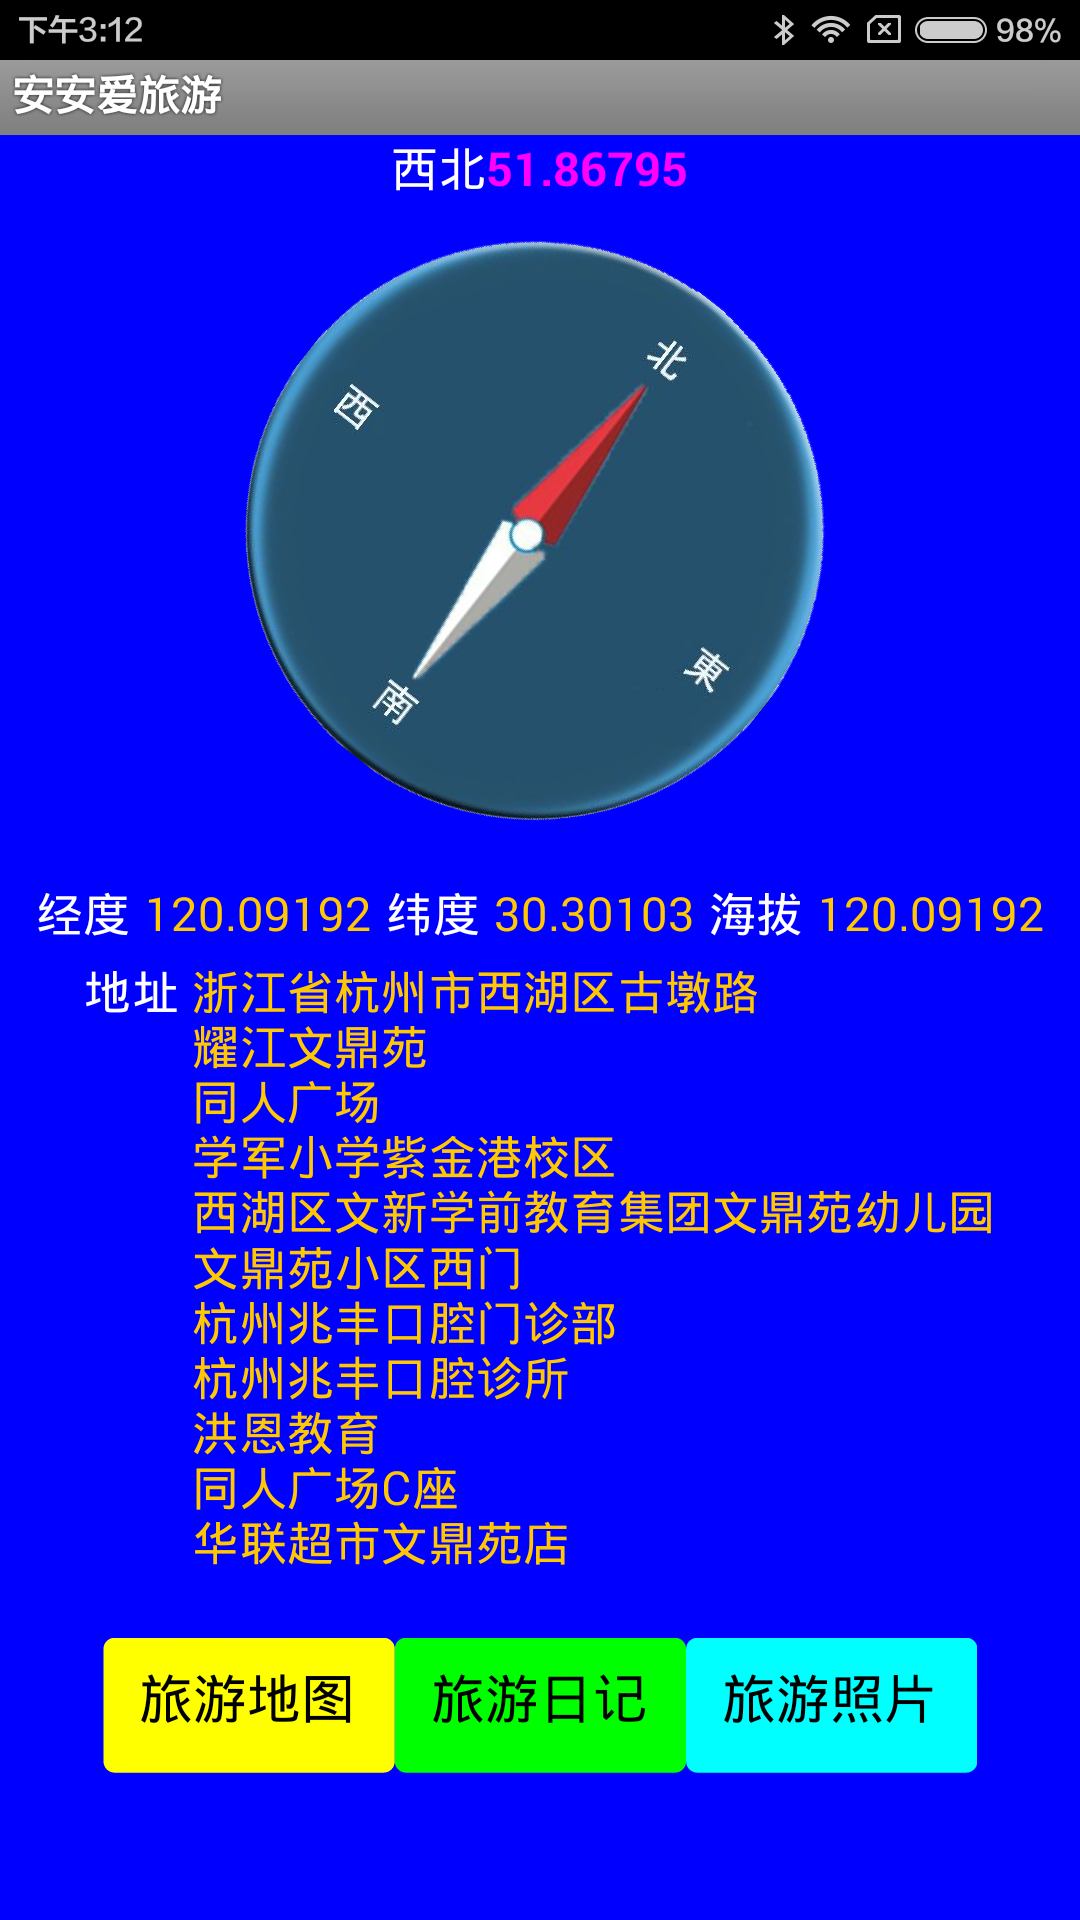 下午3:12 98%
安安爱旅游
西北51.86795
北
西
東
南
经度 120.09192 纬度 30.30103 海拔 120.09192
地址 浙江省杭州市西湖区古墩路
耀江文鼎苑
同人广场
学军小学紫金港校区
西湖区文新学前教育集团文鼎苑幼儿园
文鼎苑小区西门
杭州兆丰口腔门诊部
杭州兆丰口腔诊所
洪恩教育
同人广场C座
华联超市文鼎苑店
旅游地图 旅游日记 旅游照片